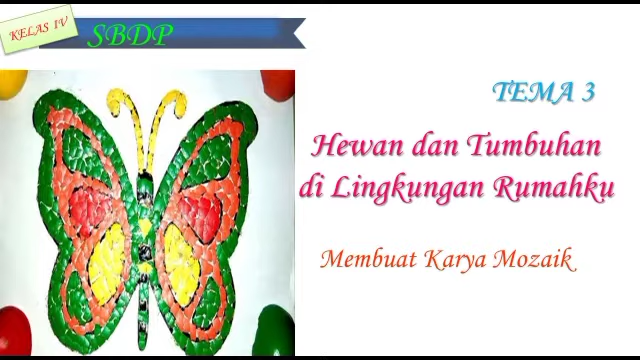 KELAS IV
SBDP
TEMA 3
Hewan dan Tumbuhan
di Lingkungan Rumahku
Membuat Karya Mozaik